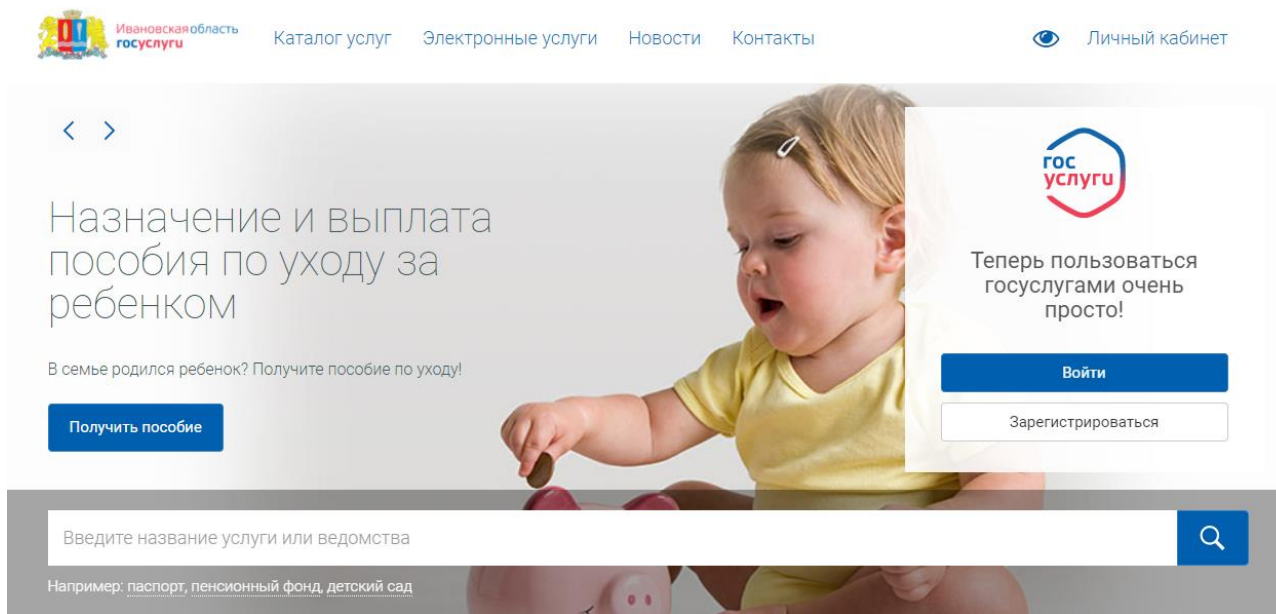 Ивановская область
госуслуги
Каталог услуг Электронные услуги Новости Контакты Личный кабинет
Назначение и выплата
пособия по уходу за
ребенком
В семье родился ребенок? Получите пособие по уходу!
Получить пособие
гос
услуги
Теперь пользоваться
госуслугами очень
просто!
Войти
Зарегистрироваться
Введите название услуги или ведомства
Например: паспорт, пенсионный фонд, детский сад